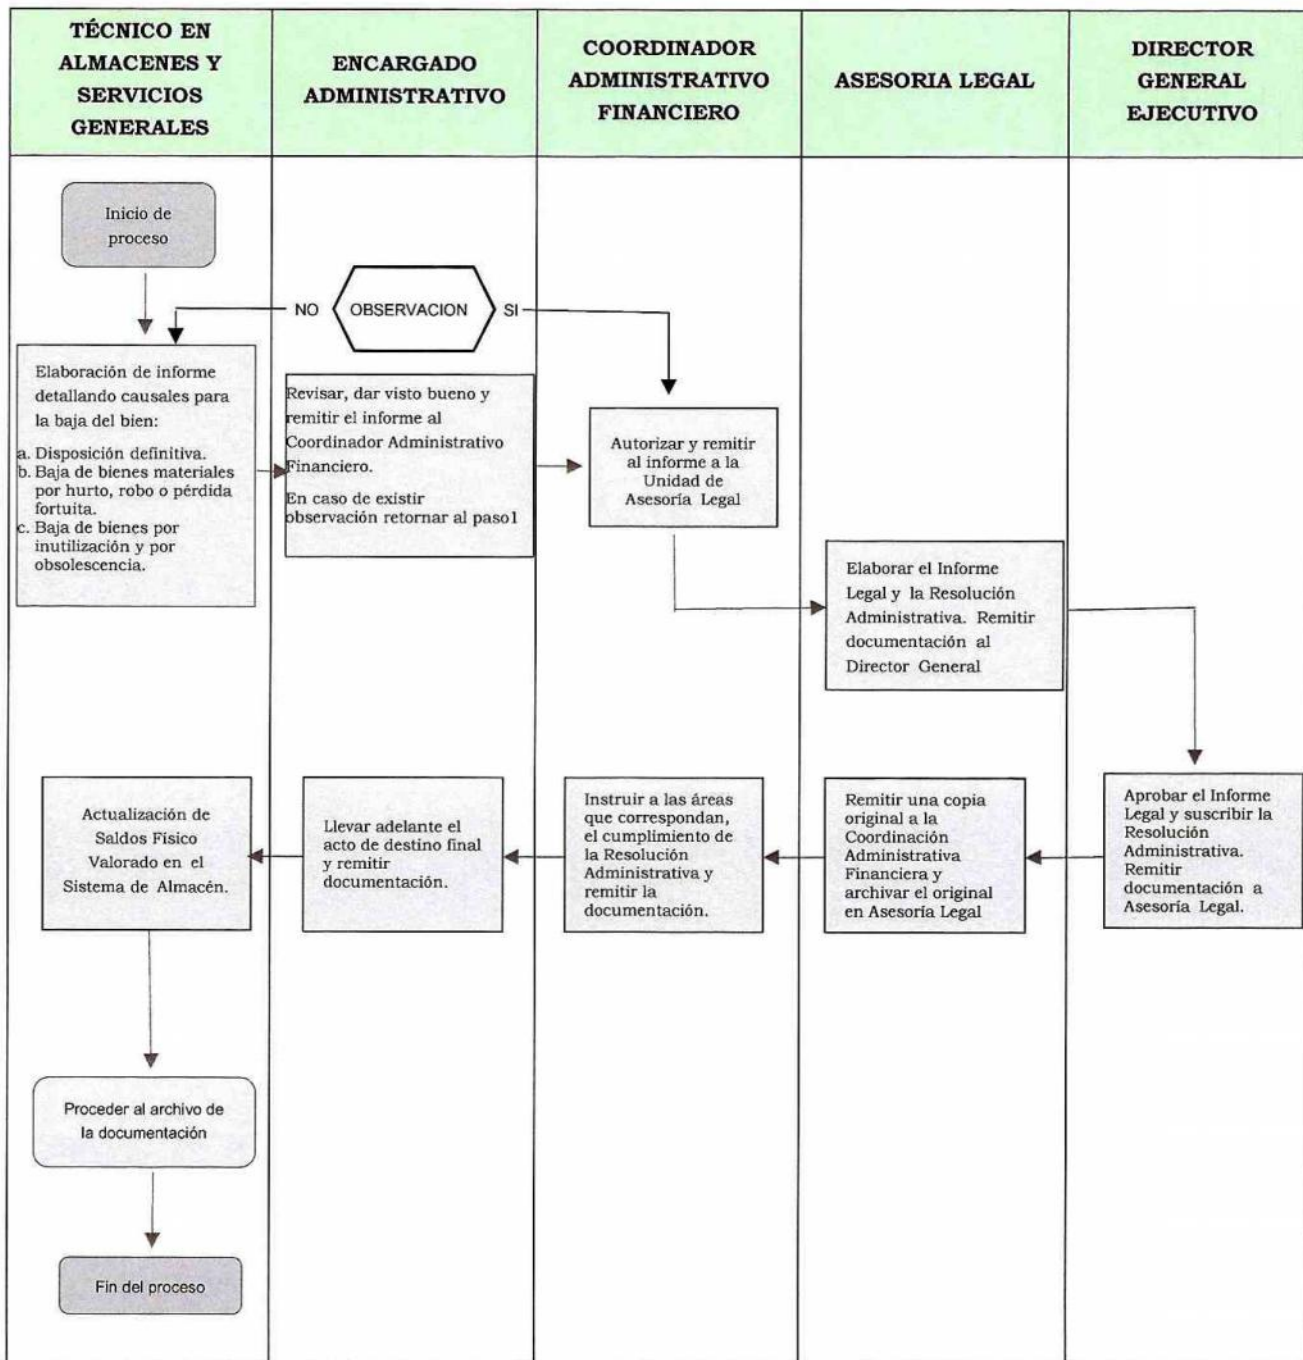 TÉCNICO EN
ALMACENES Y
SERVICIOS
GENERALES
ENCARGADO
ADMINISTRATIVO
COORDINADOR
ADMINISTRATIVO
FINANCIERO
ASESORIA LEGAL
DIRECTOR
GENERAL
EJECUTIVO
Inicio de
proceso
NO
OBSERVACION
SI
Elaboración de informe
detallando causales para
la baja del bien:
a. Disposición definitiva.
b. Baja de bienes materiales
por hurto, robo o pérdida
fortuita.
c. Baja de bienes por
inutilización y por
obsolescencia.
Revisar, dar visto bueno y
remitir el informe al
Coordinador Administrativo
Financiero.
En caso de existir
observación retornar al paso1
Autorizar y remitir
al informe a la
Unidad de
Asesoría Legal
Elaborar el Informe
Legal y la Resolución
Administrativa. Remitir
documentación al
Director General
Aprobar el Informe
Legal y suscribir la
Resolución
Administrativa.
Remitir
documentación a
Asesoría Legal.
Remitir una copia
original a la
Coordinación
Administrativa
Financiera y
archivar el original
en Asesoría Legal
Instruir a las áreas
que correspondan,
el cumplimiento de
la Resolución
Administrativa y
remitir la
documentación.
Llevar adelante el
acto de destino final
y remitir
documentación.
Actualización de
Saldos Físico
Valorado en el
Sistema de Almacén.
Proceder al archivo de
la documentación
Fin del proceso